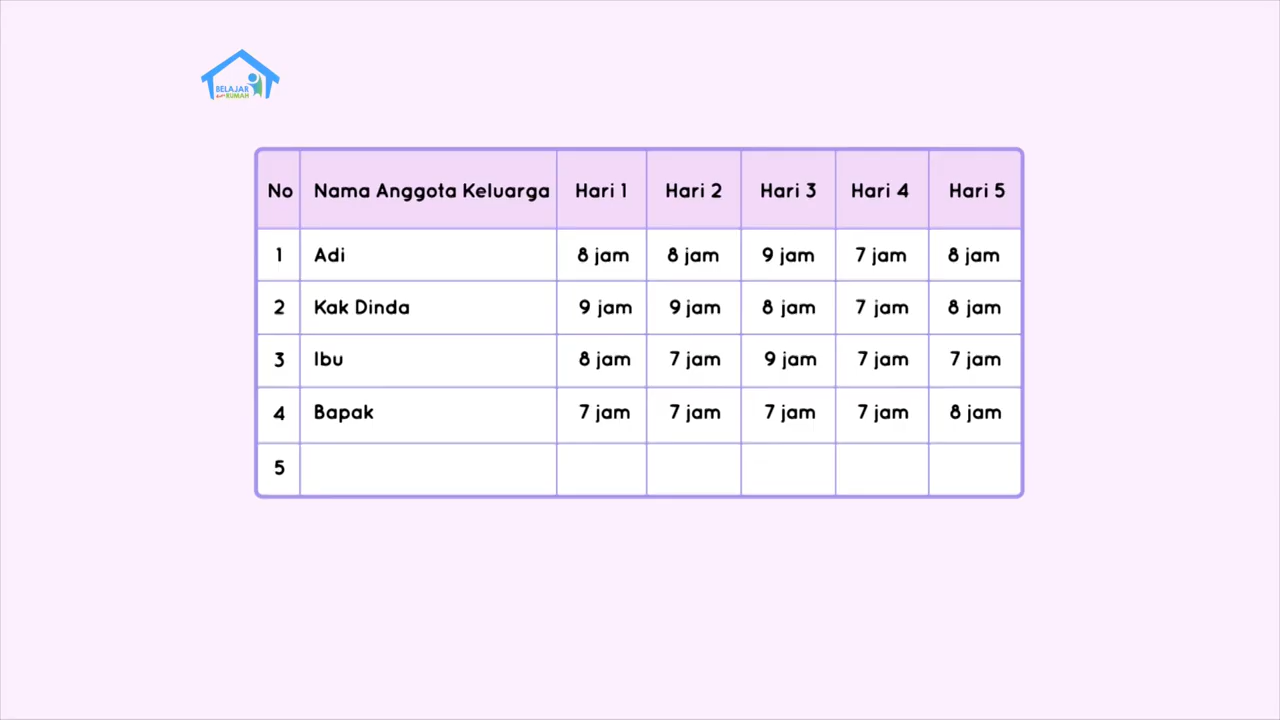 BELAJAR
dari RUMAH
No Nama Anggota Keluarga Hari 1 Hari 2 Hari 3 Hari 4 Hari 5
1 Adi 8 jam 8 jam 9 jam 7 jam 8 jam
2 Kak Dinda 9 jam 9 jam 8 jam 7 jam 8 jam
3 Ibu 8 jam 7 jam 9 jam 7 jam 7 jam
4 Bapak 7 jam 7 jam 7 jam 7 jam 8 jam
5